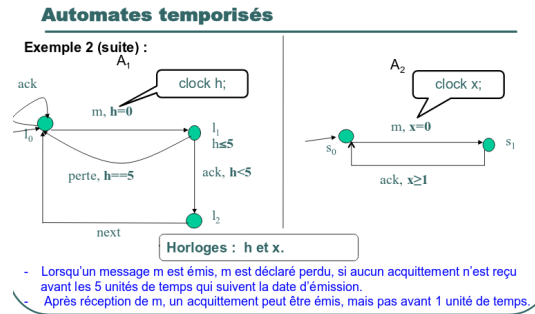 Automates temporisés
Exemple 2 (suite) :
A₁
clock h;
ack
m, h=0
l₀
l₁
h≤5
perte, h==5
ack, h<5
l₂
next
A₂
clock x;
m, x=0
s₀
s₁
ack, x≥1
Horloges : h et x.
- Lorsqu'un message m est émis, m est déclaré perdu, si aucun acquittement n'est reçu
avant les 5 unités de temps qui suivent la date d'émission.
- Après réception de m, un acquittement peut être émis, mais pas avant 1 unité de temps.